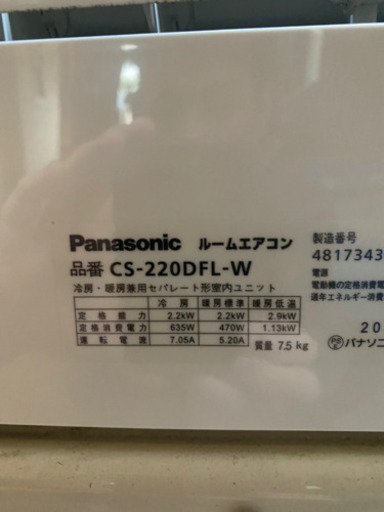 Panasonic ルームエアコン
品番 CS-220DFL-W
冷房・暖房兼用セパレート形室内ユニット
冷房 暖房標準 暖房低温
定格能力 2.2kW 2.2kW 2.9kW
定格消費電力 635W 470W 1.13kW
運転電流 7.05A 5.20A
質量 7.5 kg
製造番号
4817343
電源
電動機の定格消費電
通年エネルギー消費
20
PSE パナソニ